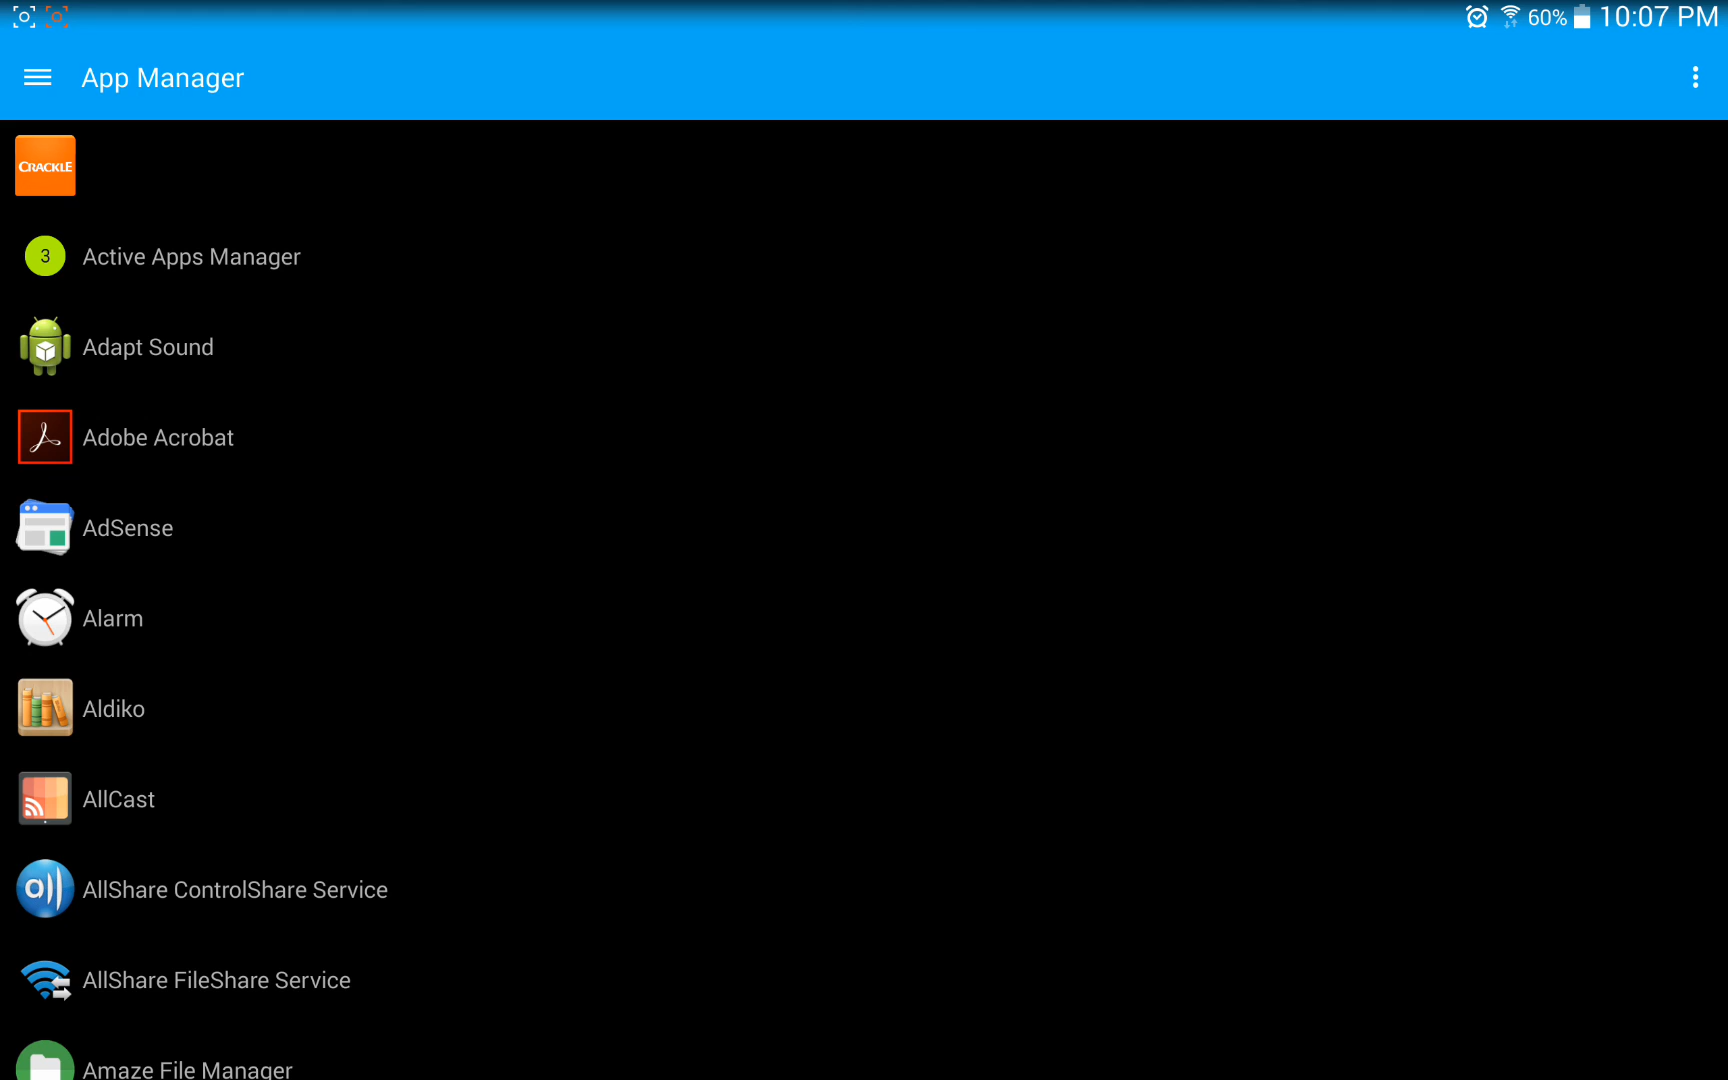 60% 10:07 PM
App Manager
CRACKLE
3 Active Apps Manager
Adapt Sound
Adobe Acrobat
AdSense
Alarm
Aldiko
AllCast
all AllShare ControlShare Service
AllShare FileShare Service
Amaze File Manager